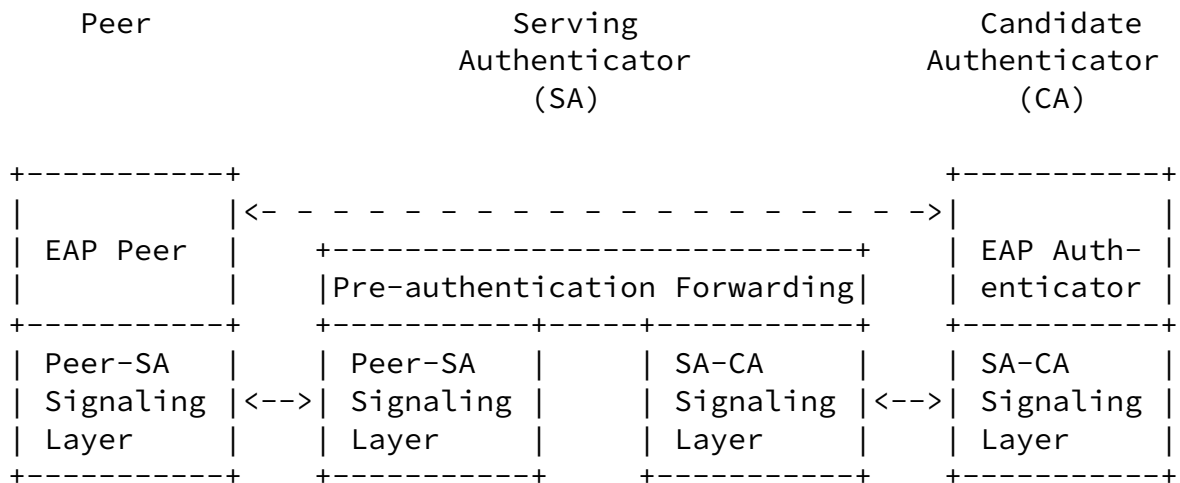 Peer Serving Candidate
Authenticator Authenticator
(SA) (CA)
+-----------+ +-----------+
| |<- - - - - - - - - - - - - - - - - - ->| |
| EAP Peer | +-----------------------------+ | EAP Auth- |
| | |Pre-authentication Forwarding| | enticator |
+-----------+ +-----------+-----+-----------+ +-----------+
| Peer-SA | | Peer-SA | | SA-CA | | SA-CA |
| Signaling |<-->| Signaling | | Signaling |<-->| Signaling |
| Layer | | Layer | | Layer | | Layer |
+-----------+ +-----------+ +-----------+ +-----------+